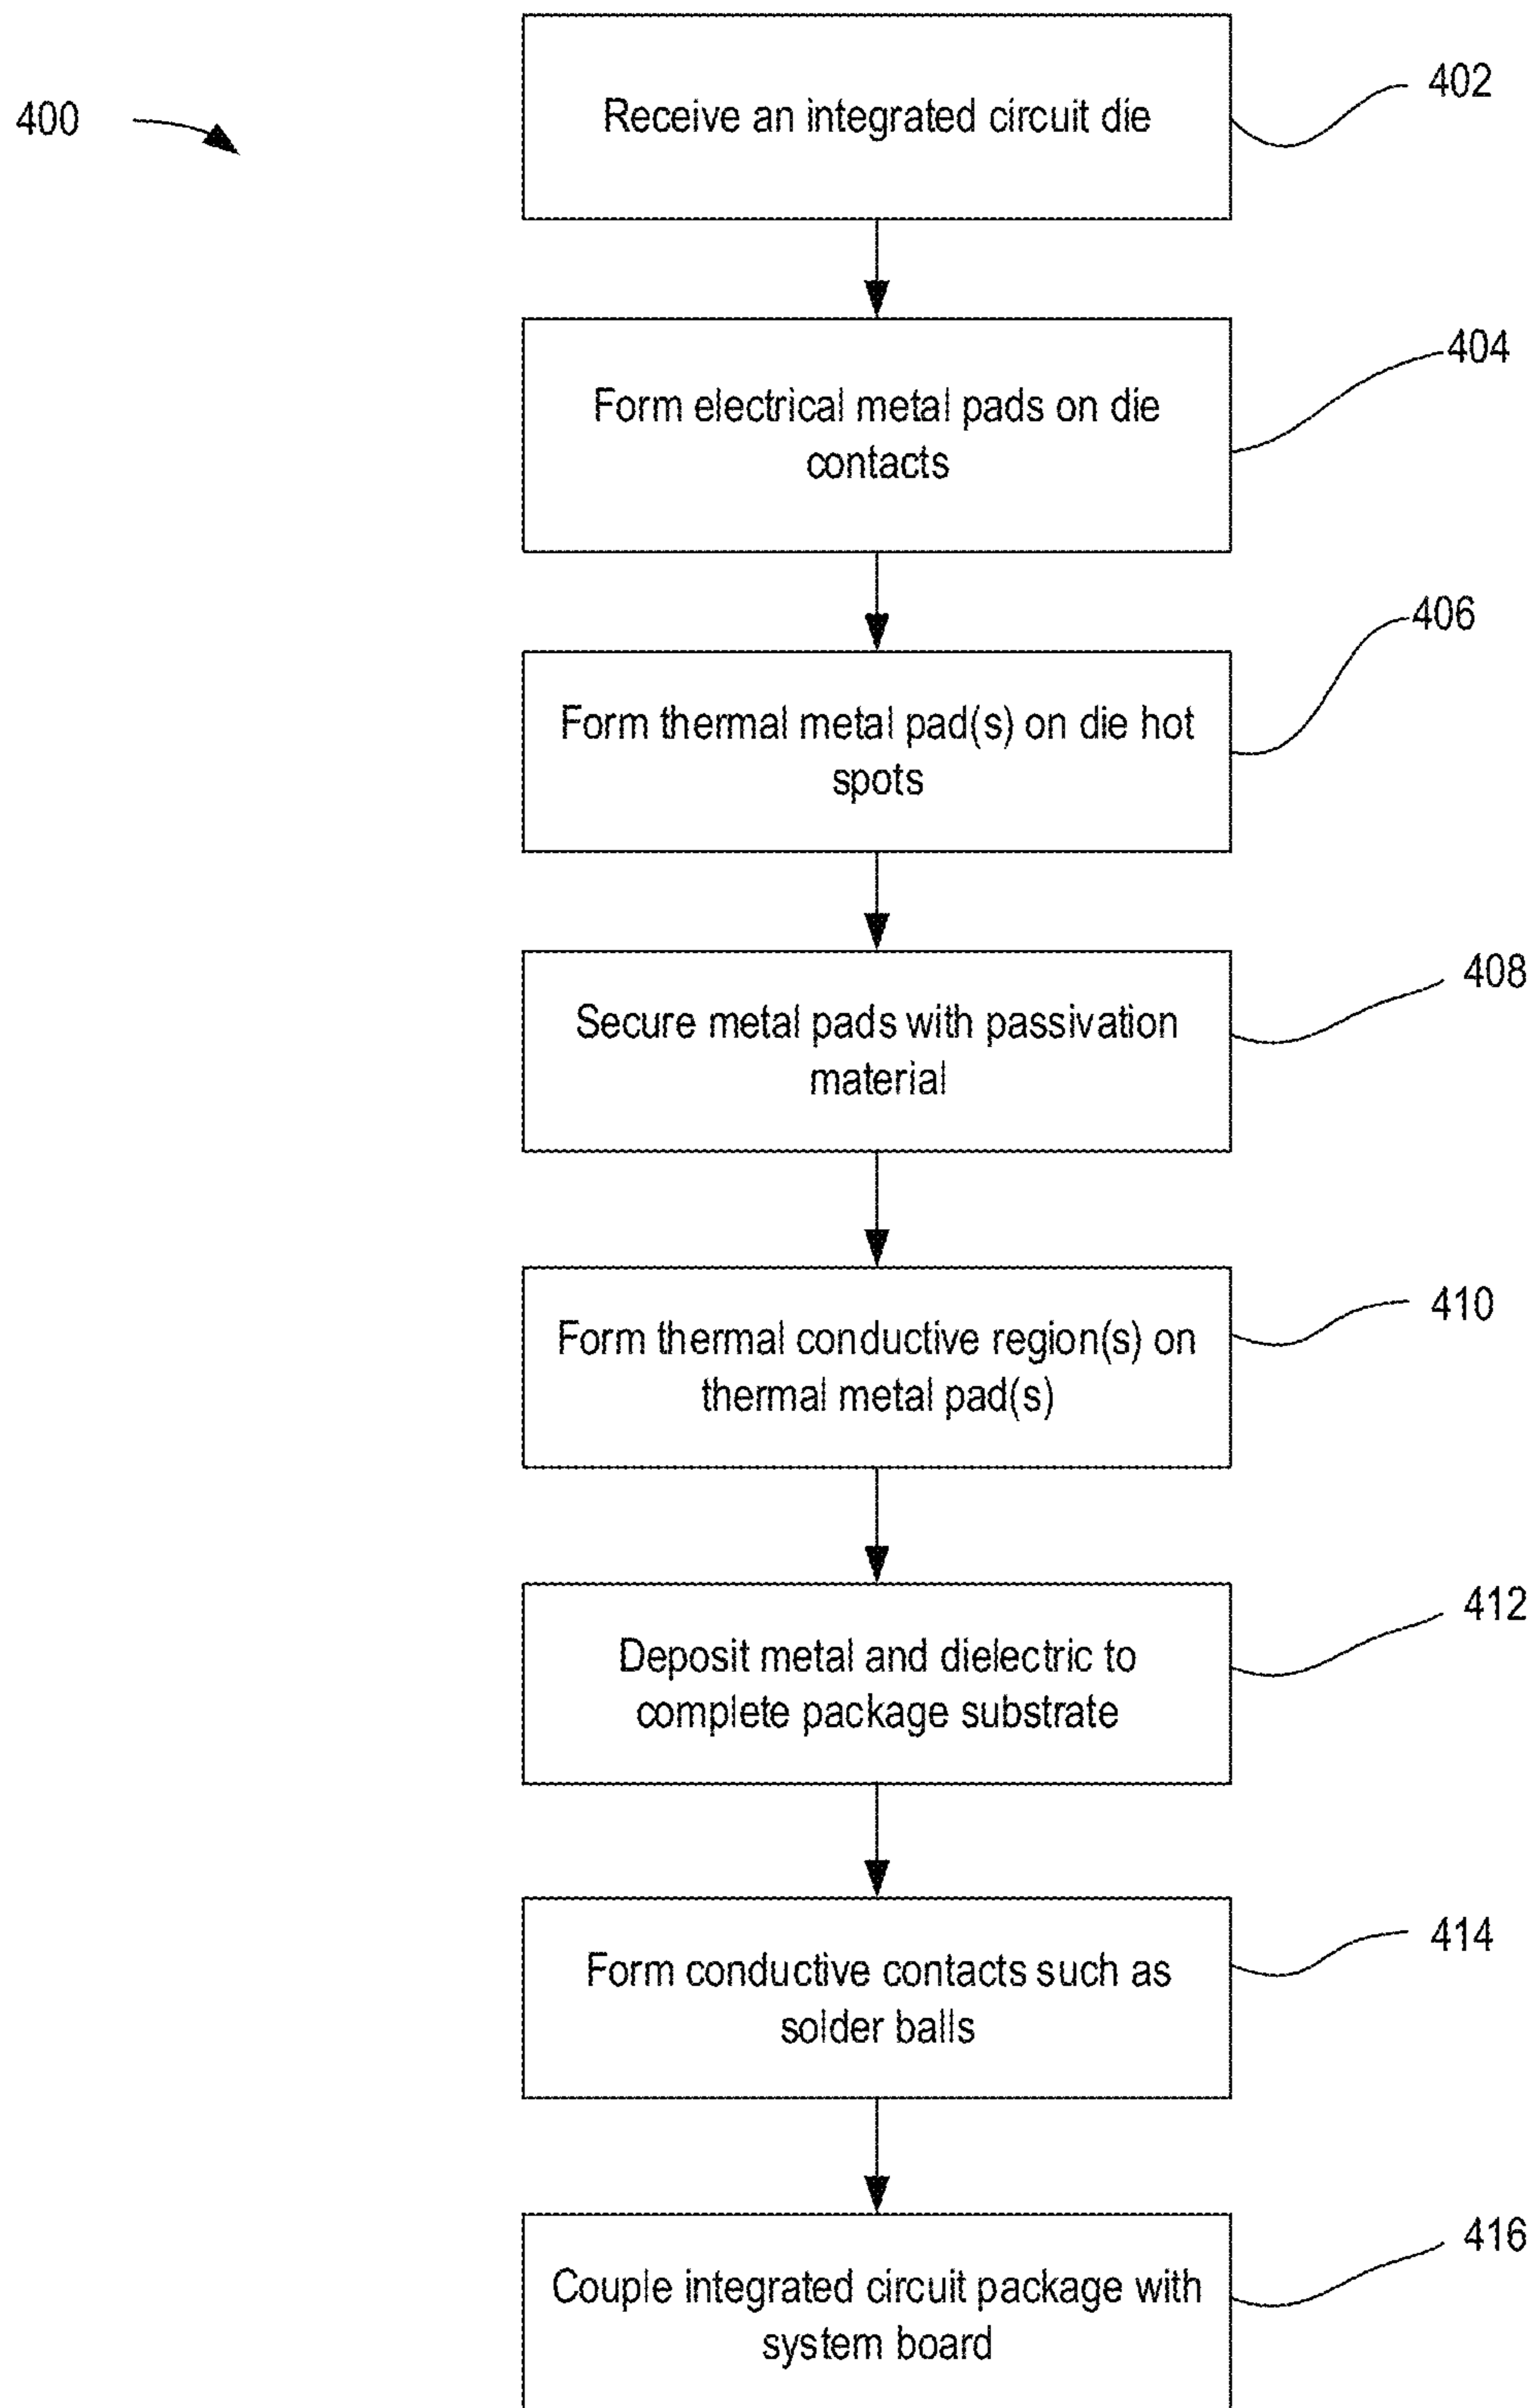 400
Receive an integrated circuit die
402
Form electrical metal pads on die
contacts
404
Form thermal metal pad(s) on die hot
spots
406
Secure metal pads with passivation
material
408
Form thermal conductive region(s) on
thermal metal pad(s)
410
Deposit metal and dielectric to
complete package substrate
412
Form conductive contacts such as
solder balls
414
Couple integrated circuit package with
system board
416